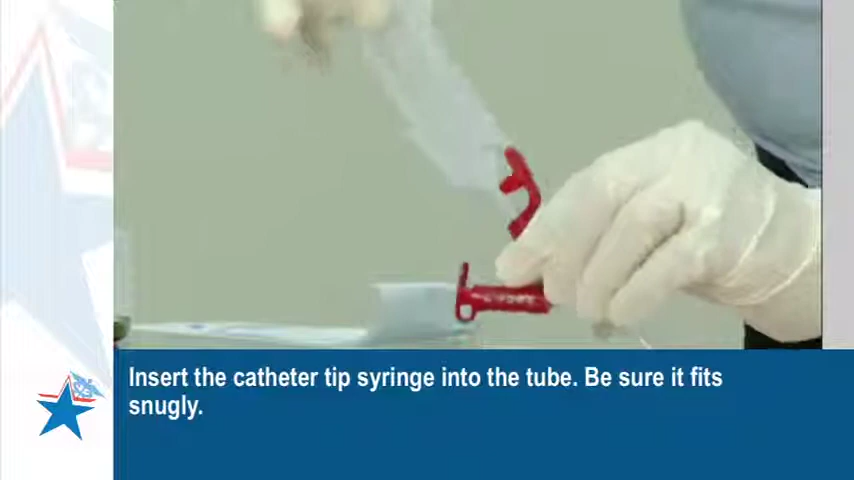 Insert the catheter tip syringe into the tube. Be sure it fits
snugly.